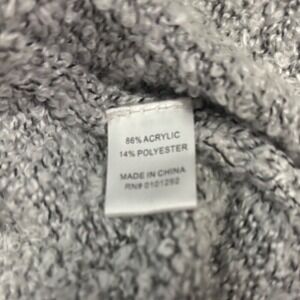 86% ACRYLIC
14% POLYESTER
MADE IN CHINA
RN# 0101292